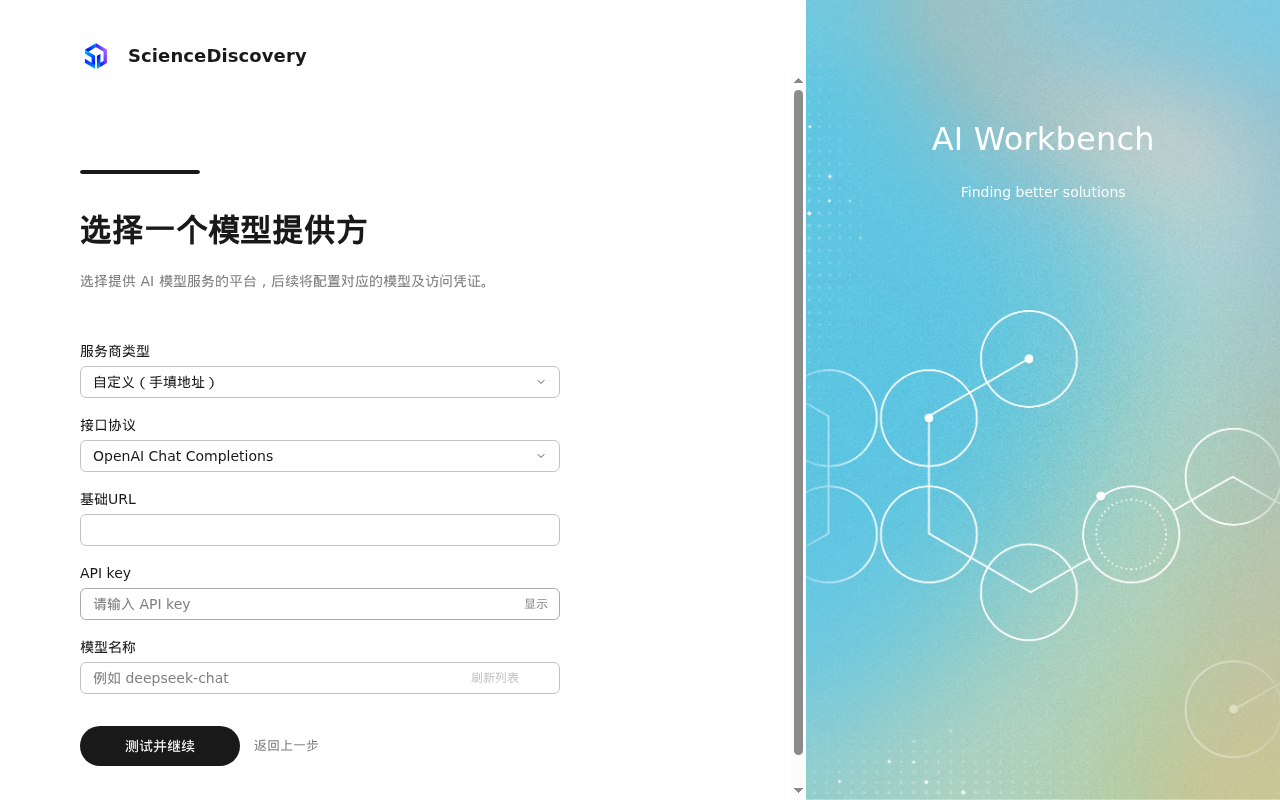 ScienceDiscovery
选择一个模型提供方
选择提供 AI 模型服务的平台，后续将配置对应的模型及访问凭证。
服务商类型
自定义（手填地址）
接口协议
OpenAI Chat Completions
基础URL
API key
请输入 API key 显示
模型名称
例如 deepseek-chat 刷新列表
测试并继续 返回上一步
AI Workbench
Finding better solutions